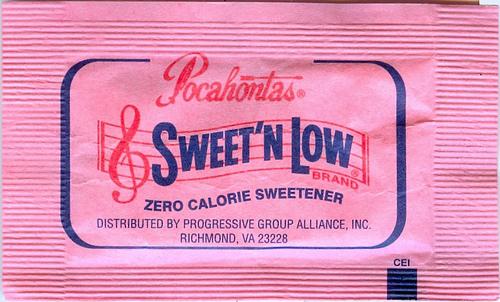 Pocahontas®
SWEET'N LOW®
BRAND
ZERO CALORIE SWEETENER
DISTRIBUTED BY PROGRESSIVE GROUP ALLIANCE, INC.
RICHMOND, VA 23228
CEI